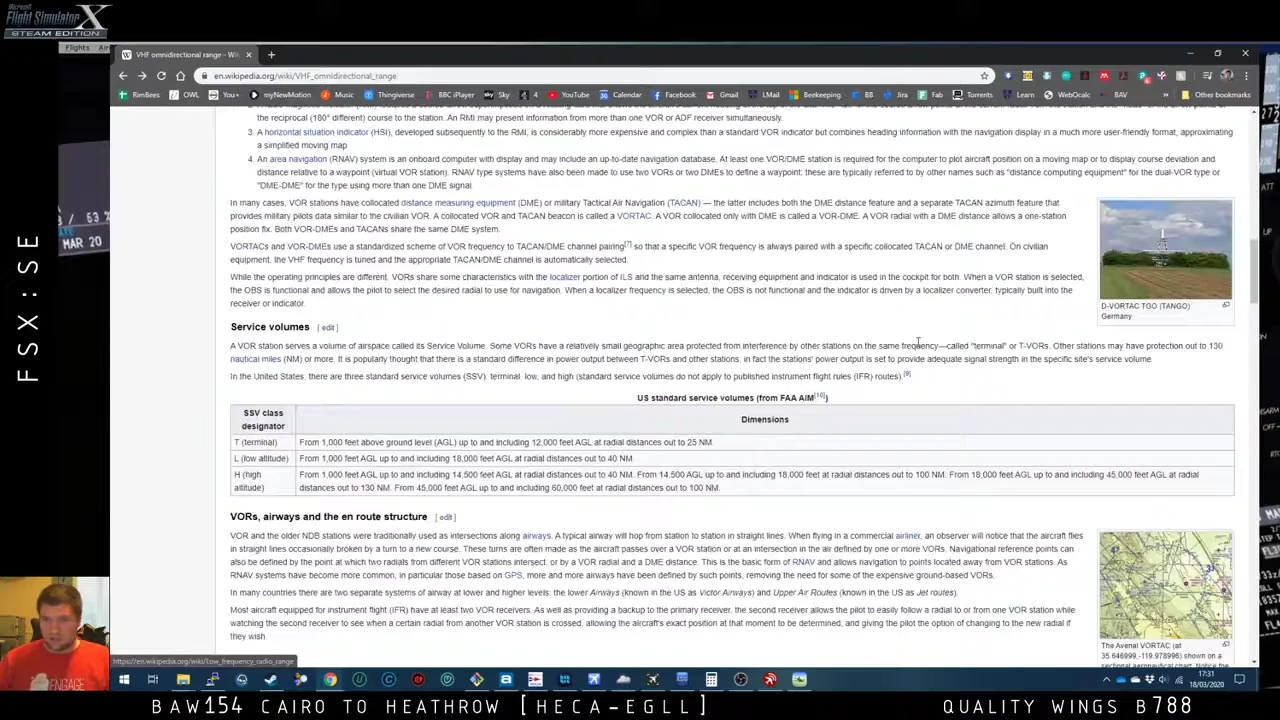 Microsoft
Flight Simulator X
STEAM EDITION
Flights
VHF omnidirectional range - Wi
en.wikipedia.org/wiki/VHF_omnidirectional_range
RimBees OWL You+ myNewMotion Thingiverse BBC iPlayer Sky 4 YouTube Calendar Facebook Gmail LMail Beekeeping BB Jira Fab Torrents Learn WebOcalc BAV Other bookmarks
the reciprocal (180° different) course to the station. An RMI may present information from more than one VOR or ADF receiver simultaneously.
3. A horizontal situation indicator (HSI), developed subsequently to the RMI, is considerably more expensive and complex than a standard VOR indicator but combines heading information with the navigation display in a much more user-friendly format, approximating
a simplified moving map.
4. An area navigation (RNAV) system is an onboard computer with display and may include an up-to-date navigation database. At least one VOR/DME station is required for the computer to plot aircraft position on a moving map or to display course deviation and
distance relative to a waypoint (virtual VOR station). RNAV type systems have also been made to use two VORs or two DMEs to define a waypoint; these are typically referred to by other names such as "distance computing equipment" for the dual-VOR type or
"DME-DME" for the type using more than one DME signal.
In many cases, VOR stations have collocated distance measuring equipment (DME) or military Tactical Air Navigation (TACAN) — the latter includes both the DME distance feature and a separate TACAN azimuth feature that
provides military pilots data similar to the civilian VOR. A collocated VOR and TACAN beacon is called a VORTAC. A VOR collocated only with DME is called a VOR-DME. A VOR radial with a DME distance allows a one-station
position fix. Both VOR-DMEs and TACANs share the same DME system.
VORTACs and VOR-DMEs use a standardized scheme of VOR frequency to TACAN/DME channel pairing[7] so that a specific VOR frequency is always paired with a specific collocated TACAN or DME channel. On civilian
equipment, the VHF frequency is tuned and the appropriate TACAN/DME channel is automatically selected.
While the operating principles are different, VORs share some characteristics with the localizer portion of ILS and the same antenna, receiving equipment and indicator is used in the cockpit for both. When a VOR station is selected,
the OBS is functional and allows the pilot to select the desired radial to use for navigation. When a localizer frequency is selected, the OBS is not functional and the indicator is driven by a localizer converter, typically built into the
receiver or indicator.
D-VORTAC TGO (TANGO)
Germany
Service volumes [ edit ]
A VOR station serves a volume of airspace called its Service Volume. Some VORs have a relatively small geographic area protected from interference by other stations on the same frequency—called "terminal" or T-VORs. Other stations may have protection out to 130
nautical miles (NM) or more. It is popularly thought that there is a standard difference in power output between T-VORs and other stations, in fact the stations' power output is set to provide adequate signal strength in the specific site's service volume
In the United States, there are three standard service volumes (SSV): terminal, low, and high (standard service volumes do not apply to published instrument flight rules (IFR) routes).[9]
US standard service volumes (from FAA AIM[10])
SSV class designator Dimensions
T (terminal) From 1,000 feet above ground level (AGL) up to and including 12,000 feet AGL at radial distances out to 25 NM.
L (low altitude) From 1,000 feet AGL up to and including 18,000 feet AGL at radial distances out to 40 NM.
H (high altitude) From 1,000 feet AGL up to and including 14,500 feet AGL at radial distances out to 40 NM. From 14,500 AGL up to and including 18,000 feet at radial distances out to 100 NM. From 18,000 feet AGL up to and including 45,000 feet AGL at radial
distances out to 130 NM. From 45,000 feet AGL up to and including 60,000 feet at radial distances out to 100 NM.
VORs, airways and the en route structure [ edit ]
VOR and the older NDB stations were traditionally used as intersections along airways. A typical airway will hop from station to station in straight lines. When flying in a commercial airliner, an observer will notice that the aircraft flies
in straight lines occasionally broken by a turn to a new course. These turns are often made as the aircraft passes over a VOR station or at an intersection in the air defined by one or more VORs. Navigational reference points can
also be defined by the point at which two radials from different VOR stations intersect, or by a VOR radial and a DME distance. This is the basic form of RNAV and allows navigation to points located away from VOR stations. As
RNAV systems have become more common, in particular those based on GPS, more and more airways have been defined by such points, removing the need for some of the expensive ground-based VORs.
In many countries there are two separate systems of airway at lower and higher levels: the lower Airways (known in the US as Victor Airways) and Upper Air Routes (known in the US as Jet routes).
Most aircraft equipped for instrument flight (IFR) have at least two VOR receivers. As well as providing a backup to the primary receiver, the second receiver allows the pilot to easily follow a radial to or from one VOR station while
watching the second receiver to see when a certain radial from another VOR station is crossed, allowing the aircraft's exact position at that moment to be determined, and giving the pilot the option of changing to the new radial if
they wish.
The Avenal VORTAC (at
35.646999,-119.978996) shown on a
sectional aeronautical chart. Notice the
https://en.wikipedia.org/wiki/Low_frequency_radio_range
63 %
MAR 20
FSX:SE
ENGAGE
17:31
18/03/2020
BAW154 CAIRO TO HEATHROW [HECA-EGLL]
QUALITY WINGS B788